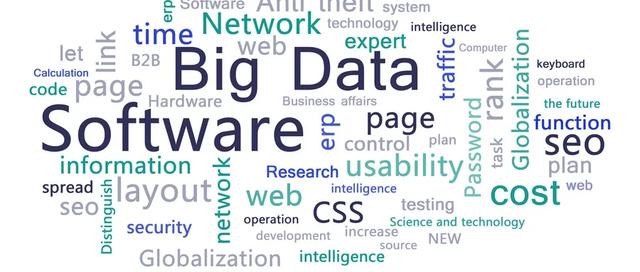 erp
Software
Anti theft
system
Network
technology
intelligence
time
link
let
B2B
web
expert
traffic
Computer
rank
Globalization
keyboard
Calculation
Big Data
operation
code
page
Hardware
Business affairs
the future
Software
erp
page
Password
function
control
plan
task
seo
information
usability
plan
network
Research
spread
Distinguish
layout
web
intelligence
cost
web
seo
operation
CSS
testing
Science and technology
security
development
increase
source
NEW
Globalization
intelligence